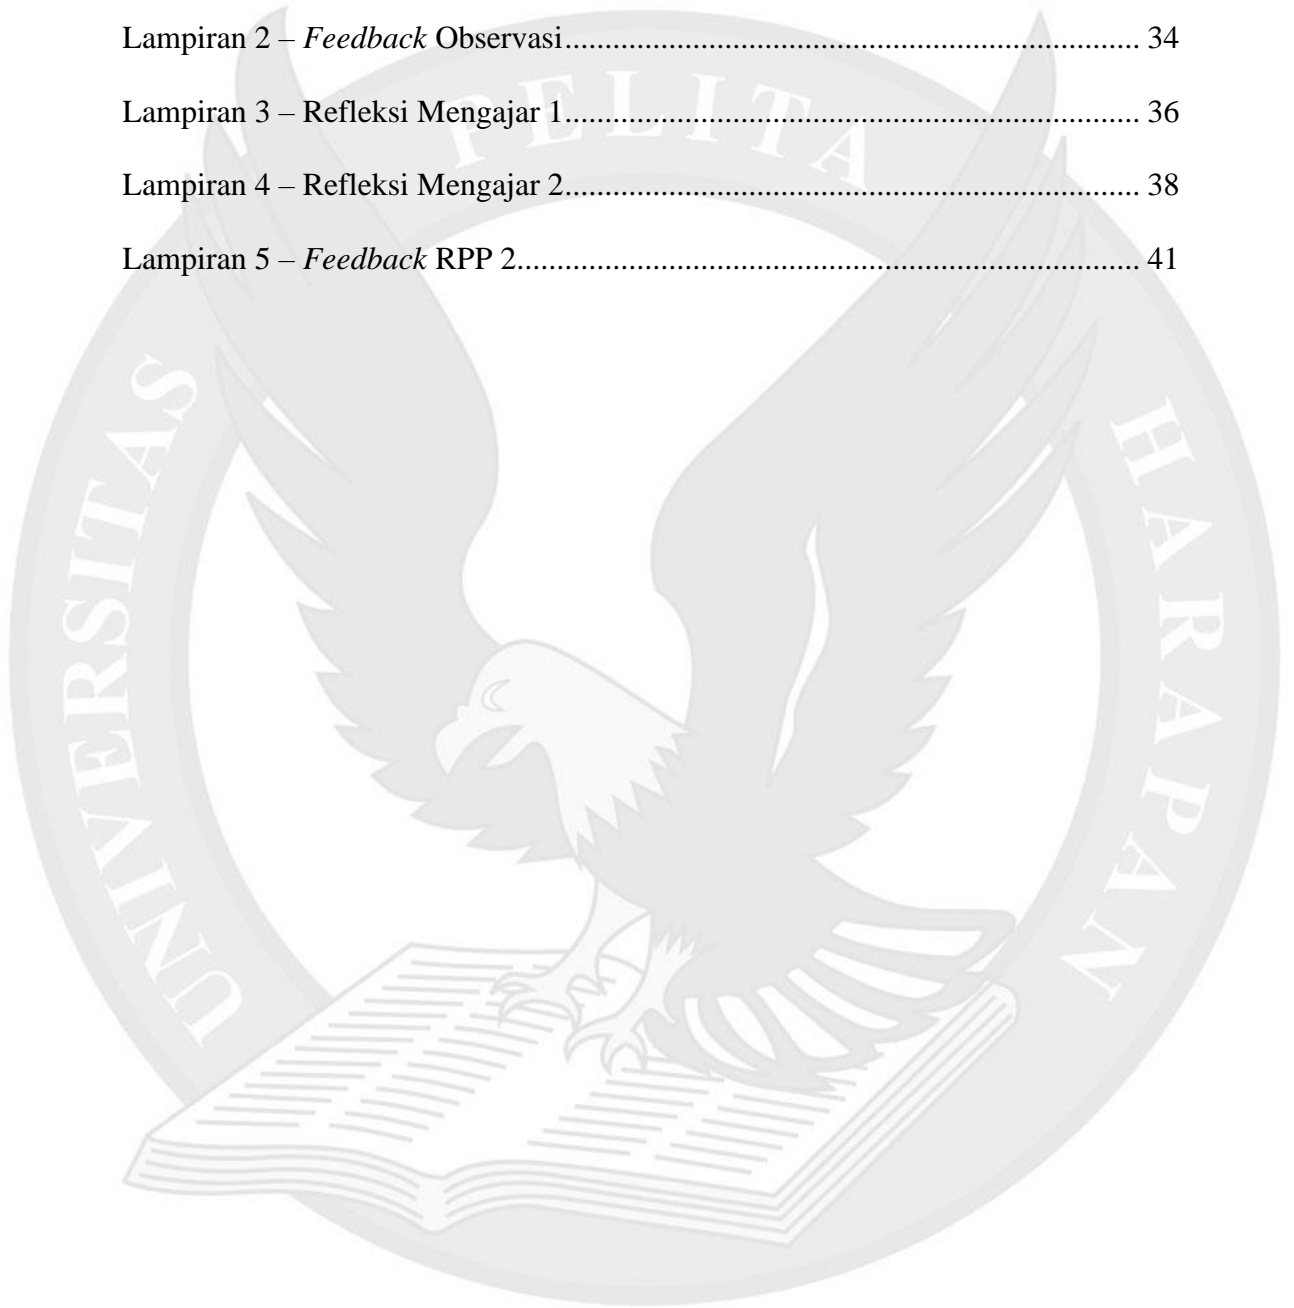 Lampiran 2 – Feedback Observasi........................................................................ 34
Lampiran 3 – Refleksi Mengajar 1........................................................................ 36
Lampiran 4 – Refleksi Mengajar 2........................................................................ 38
Lampiran 5 – Feedback RPP 2.............................................................................. 41
UNIVERSITAS PELITA HARAPAN